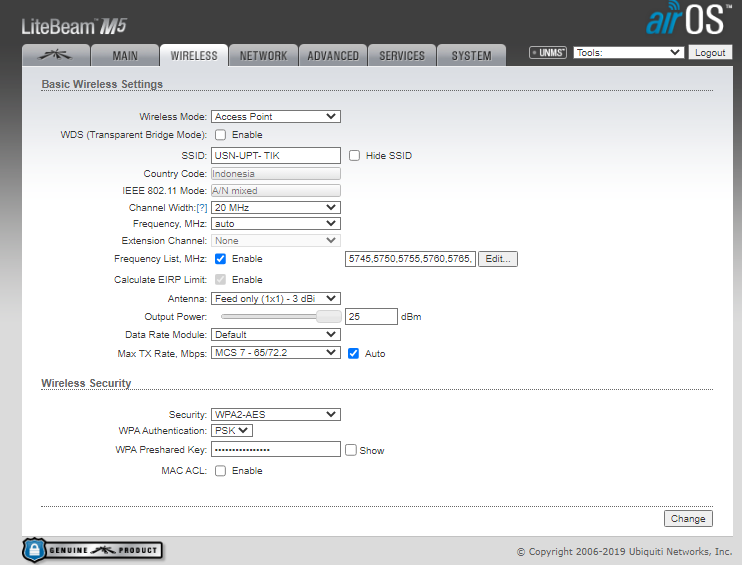 LiteBeam™ M5
airOS™
MAIN WIRELESS NETWORK ADVANCED SERVICES SYSTEM UNMS Tools: Logout
Basic Wireless Settings
Wireless Mode: Access Point
WDS (Transparent Bridge Mode): Enable
SSID: USN-UPT- TIK Hide SSID
Country Code: Indonesia
IEEE 802.11 Mode: A/N mixed
Channel Width:[?] 20 MHz
Frequency, MHz: auto
Extension Channel: None
Frequency List, MHz: Enable 5745,5750,5755,5760,5765, Edit...
Calculate EIRP Limit: Enable
Antenna: Feed only (1x1) - 3 dBi
Output Power: 25 dBm
Data Rate Module: Default
Max TX Rate, Mbps: MCS 7 - 65/72.2 Auto
Wireless Security
Security: WPA2-AES
WPA Authentication: PSK
WPA Preshared Key: •••••••••••••••• Show
MAC ACL: Enable
Change
GENUINE PRODUCT
© Copyright 2006-2019 Ubiquiti Networks, Inc.